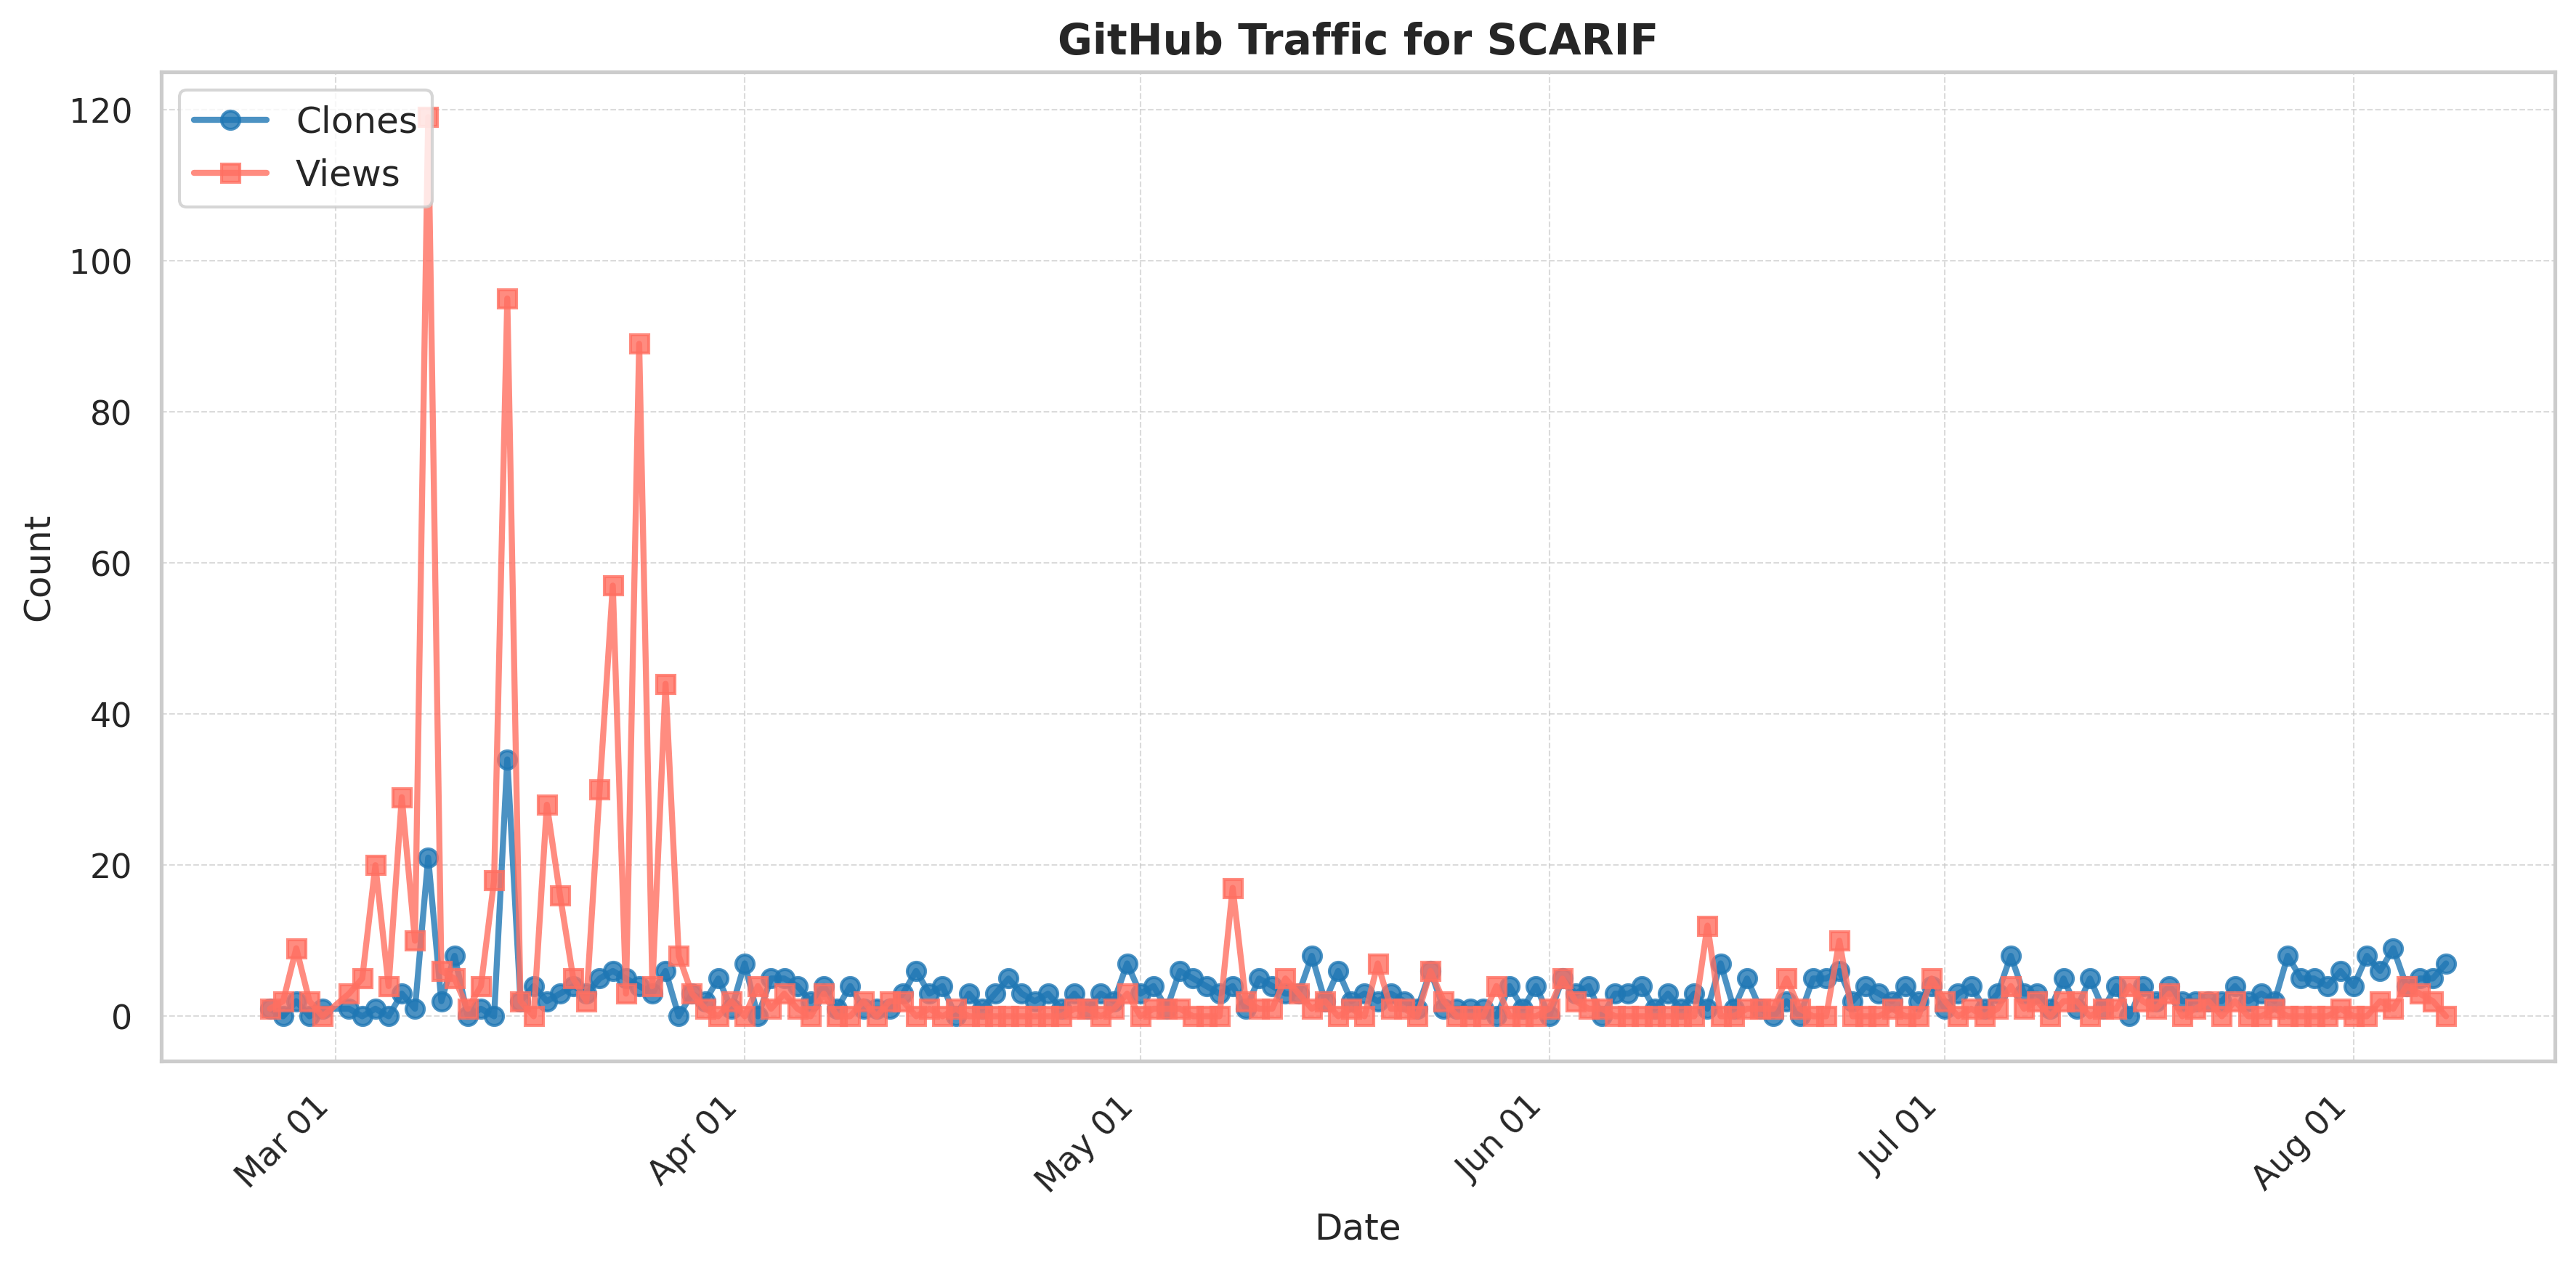 GitHub Traffic for SCARIF
Clones
Views
120
100
80
60
40
20
0
Count
Mar 01
Apr 01
May 01
Jun 01
Jul 01
Aug 01
Date